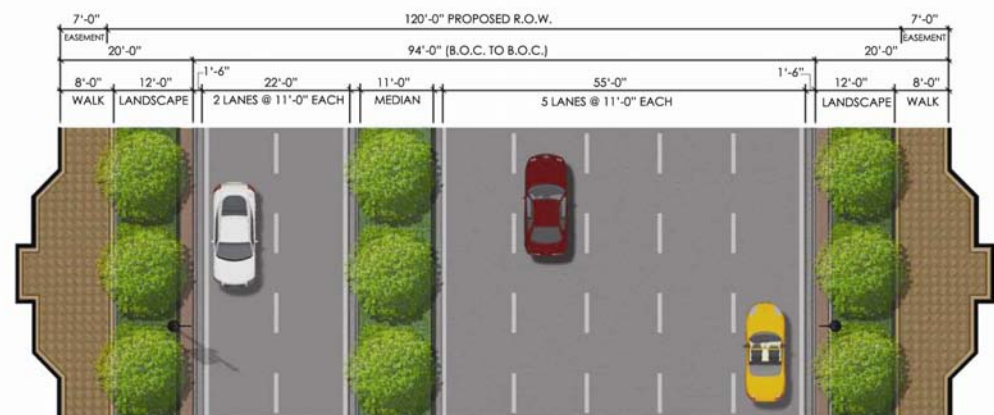 7'-0" 120'-0" PROPOSED R.O.W. 7'-0"
EASEMENT EASEMENT
20'-0" 94'-0" (B.O.C. TO B.O.C.) 20'-0"
1'-6" 1'-6"
8'-0" 12'-0" 22'-0" 11'-0" 55'-0" 12'-0" 8'-0"
WALK LANDSCAPE 2 LANES @ 11'-0" EACH MEDIAN 5 LANES @ 11'-0" EACH LANDSCAPE WALK